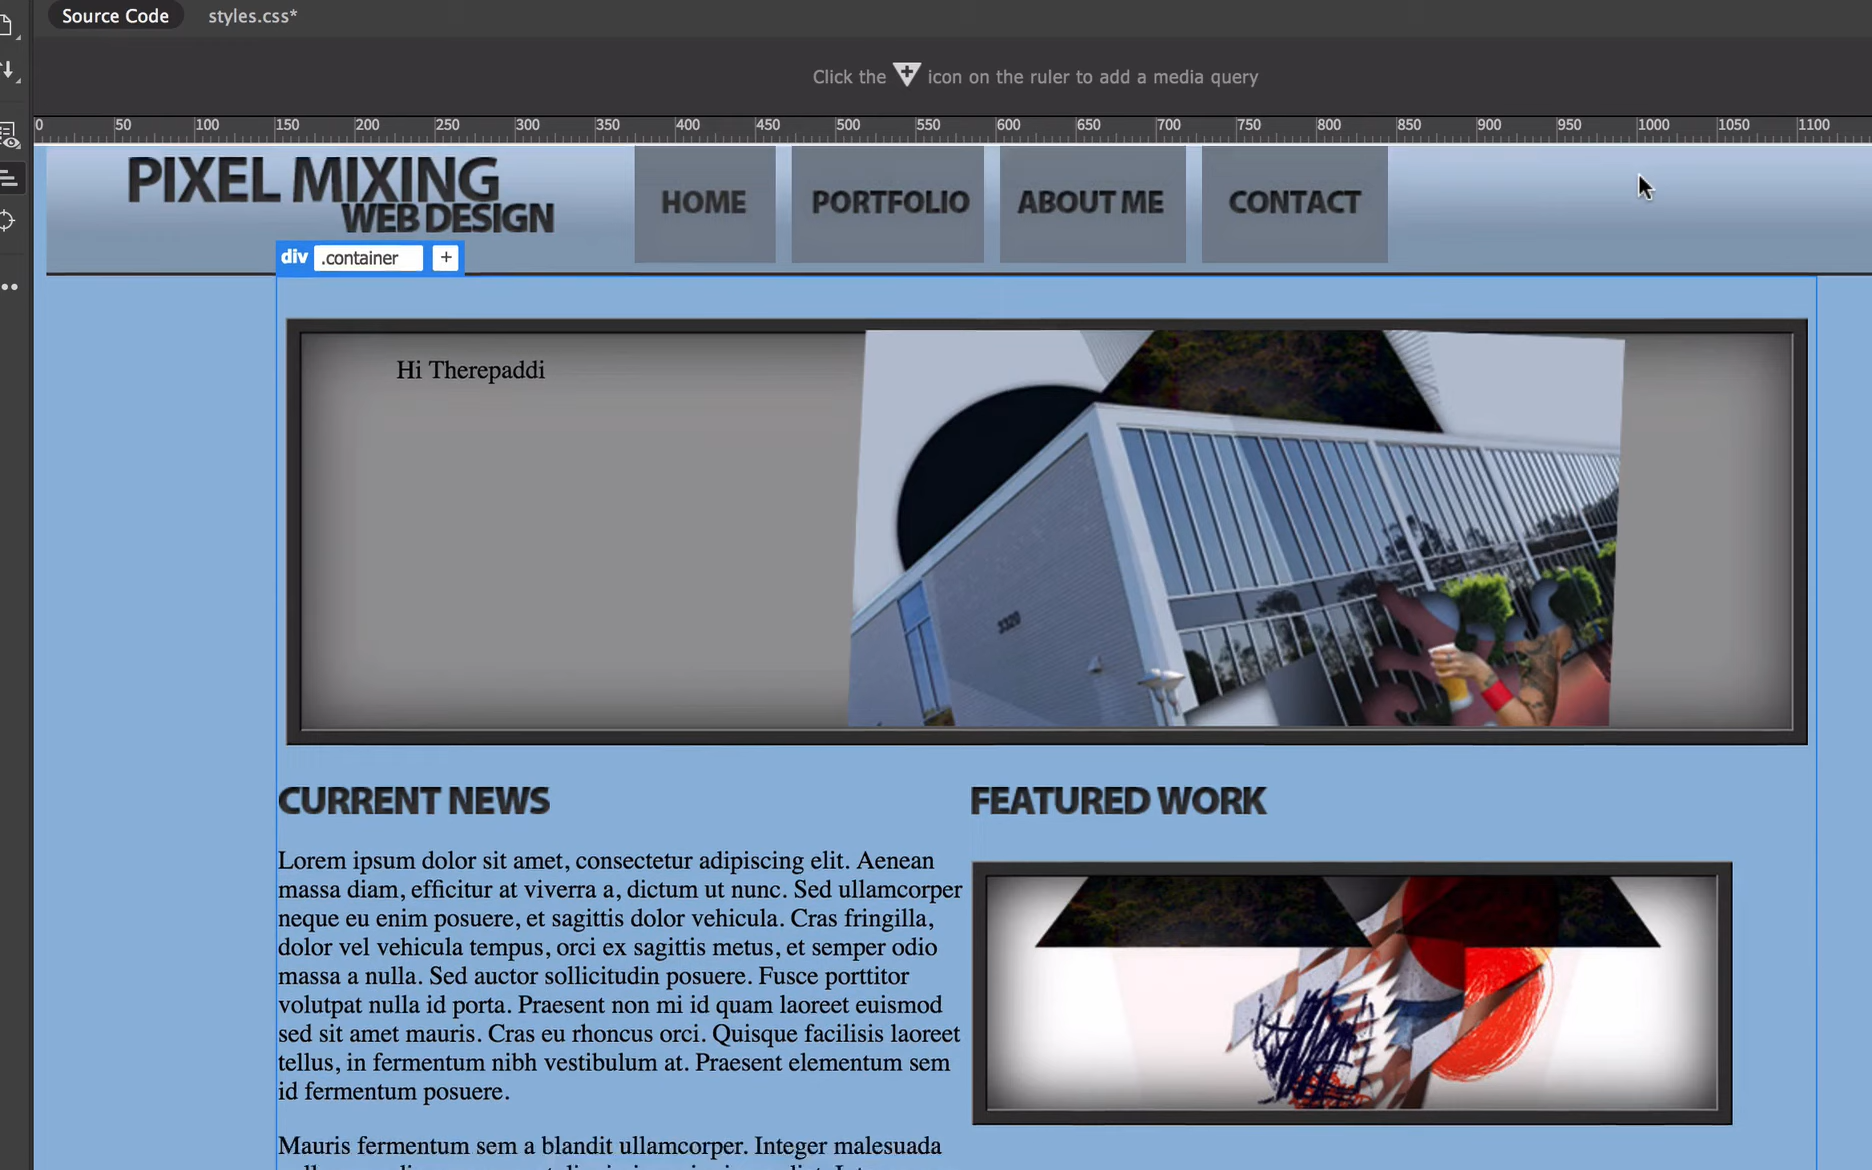 Source Code styles.css*
Click the icon on the ruler to add a media query
0 50 100 150 200 250 300 350 400 450 500 550 600 650 700 750 800 850 900 950 1000 1050 1100
PIXEL MIXING
WEB DESIGN
HOME PORTFOLIO ABOUT ME CONTACT
div .container +
Hi Therepaddi
3320
CURRENT NEWS
Lorem ipsum dolor sit amet, consectetur adipiscing elit. Aenean
massa diam, efficitur at viverra a, dictum ut nunc. Sed ullamcorper
neque eu enim posuere, et sagittis dolor vehicula. Cras fringilla,
dolor vel vehicula tempus, orci ex sagittis metus, et semper odio
massa a nulla. Sed auctor sollicitudin posuere. Fusce porttitor
volutpat nulla id porta. Praesent non mi id quam laoreet euismod
sed sit amet mauris. Cras eu rhoncus orci. Quisque facilisis laoreet
tellus, in fermentum nibh vestibulum at. Praesent elementum sem
id fermentum posuere.
Mauris fermentum sem a blandit ullamcorper. Integer malesuada
FEATURED WORK